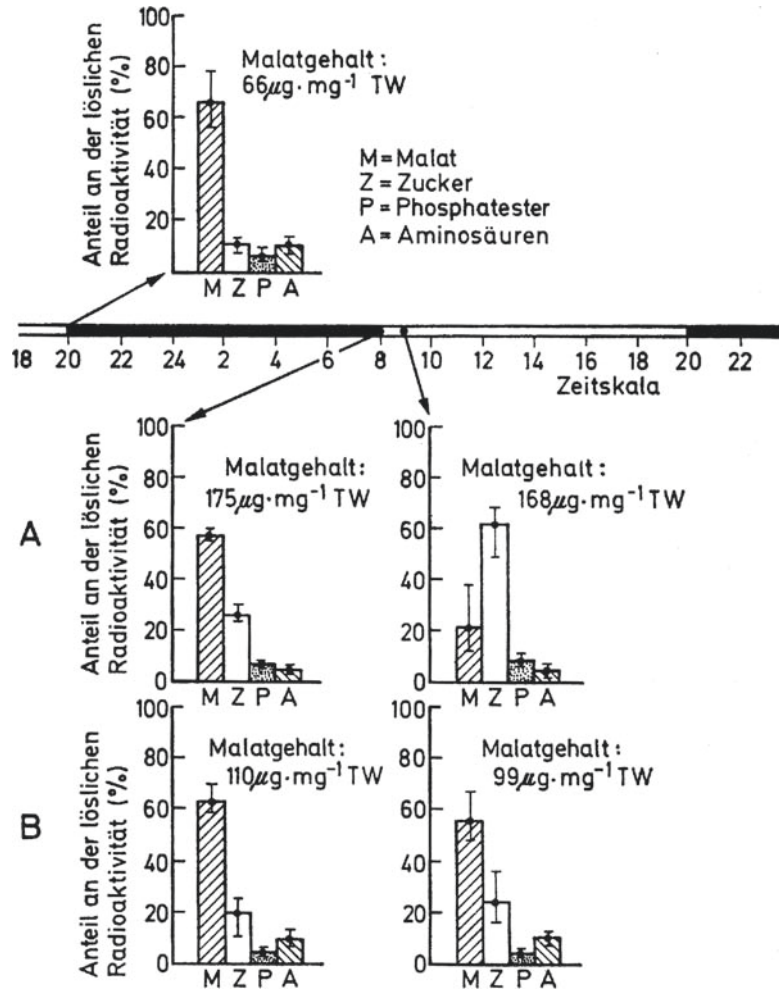 Anteil an der löslichen
Radioaktivität (%)
100
80
60
40
20
Malatgehalt:
66µg·mg⁻¹ TW
M=Malat
Z=Zucker
P=Phosphatester
A=Aminosäuren
M Z P A
18 20 22 24 2 4 6 8 10 12 14 16 18 20 22
Zeitskala
A
Anteil an der löslichen
Radioaktivität (%)
100
80
60
40
20
0
Malatgehalt:
175µg·mg⁻¹ TW
M Z P A
100
80
60
40
20
0
Malatgehalt:
168µg·mg⁻¹ TW
M Z P A
B
Anteil an der löslichen
Radioaktivität (%)
100
80
60
40
20
0
Malatgehalt:
110µg·mg⁻¹ TW
M Z P A
100
80
60
40
20
0
Malatgehalt:
99µg·mg⁻¹ TW
M Z P A